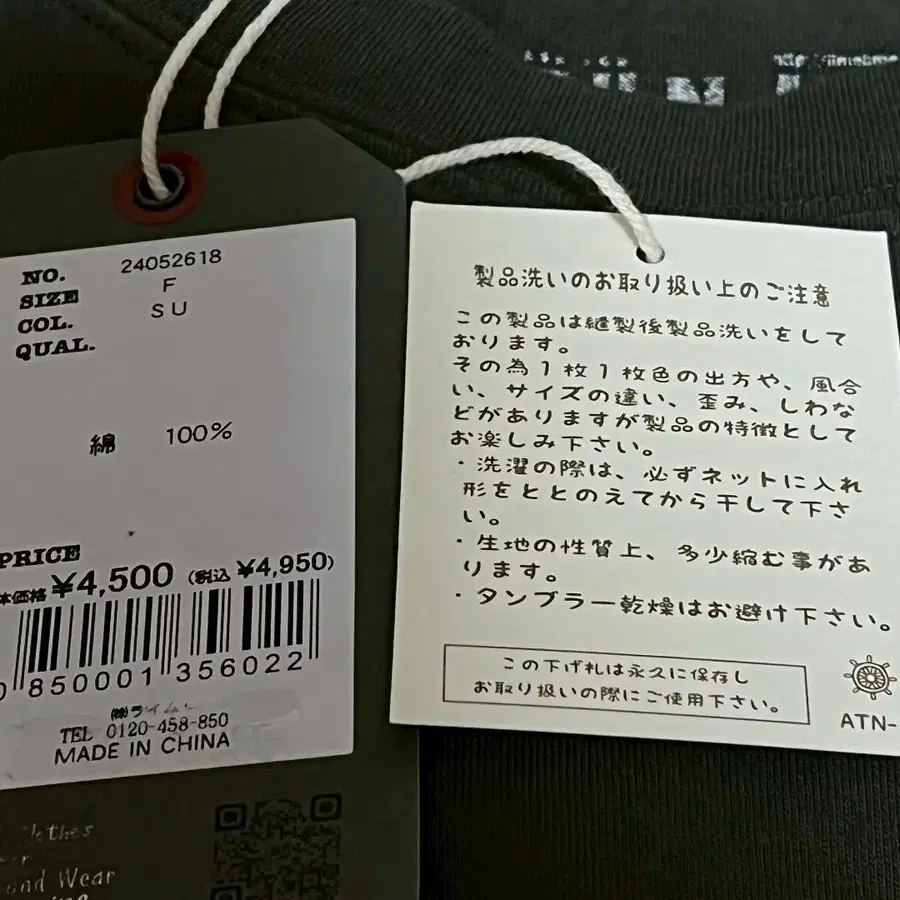 NO. 24052618
SIZE F
COL. SU
QUAL.
綿 100%
PRICE
体価格 ¥4,500 (税込 ¥4,950)
850001 356022
TEL 0120-458-850
MADE IN CHINA
and Wear
製品洗いのお取り扱い上のご注意
この製品は縫製後製品洗いをして
おります。
その為1枚1枚色の出方や、風合
い、サイズの違い、歪み、しわな
どがありますが製品の特徴として
お楽しみ下さい。
・洗濯の際は、必ずネットに入れ
形をととのえてから干して下さ
い。
・生地の性質上、多少縮む事があ
ります。
・タンブラー乾燥はお避け下さい。
この下げ札は永久に保存し
お取り扱いの際にご使用下さい。
ATN-